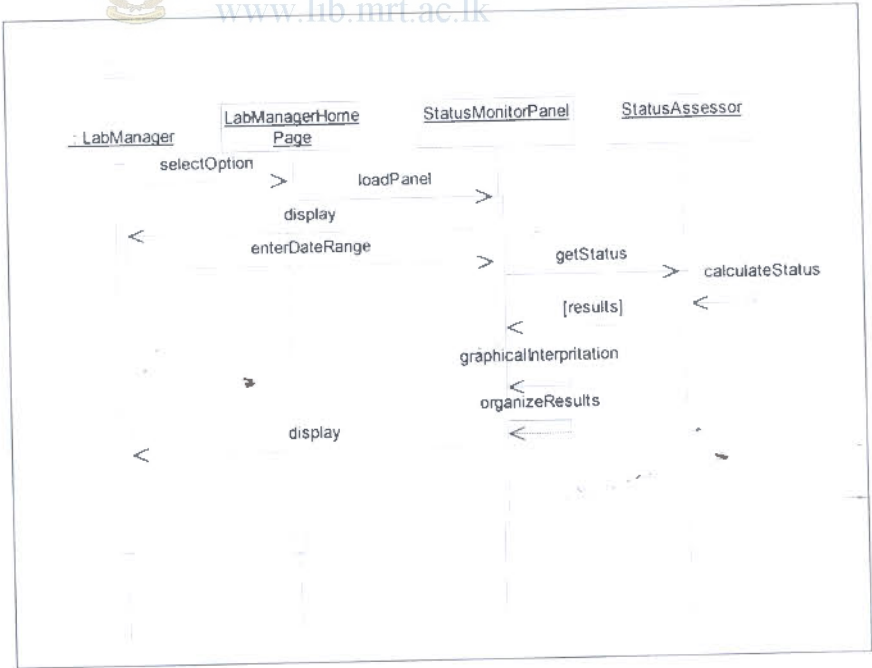 www.lib.mrt.ac.lk
: LabManager
LabManagerHome
Page
StatusMonitorPanel
StatusAssessor
selectOption
loadPanel
display
enterDateRange
getStatus
calculateStatus
[results]
graphicalInterpritation
organizeResults
display